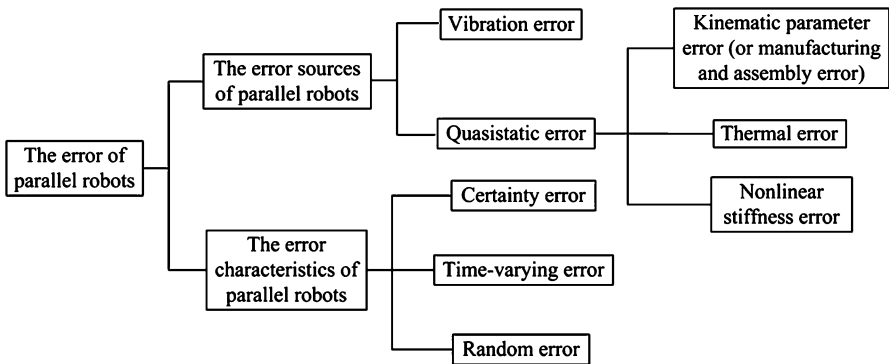 The error of
parallel robots
The error sources
of parallel robots
Vibration error
Quasistatic error
Kinematic parameter
error (or manufacturing
and assembly error)
Thermal error
Nonlinear
stiffness error
The error
characteristics of
parallel robots
Certainty error
Time-varying error
Random error